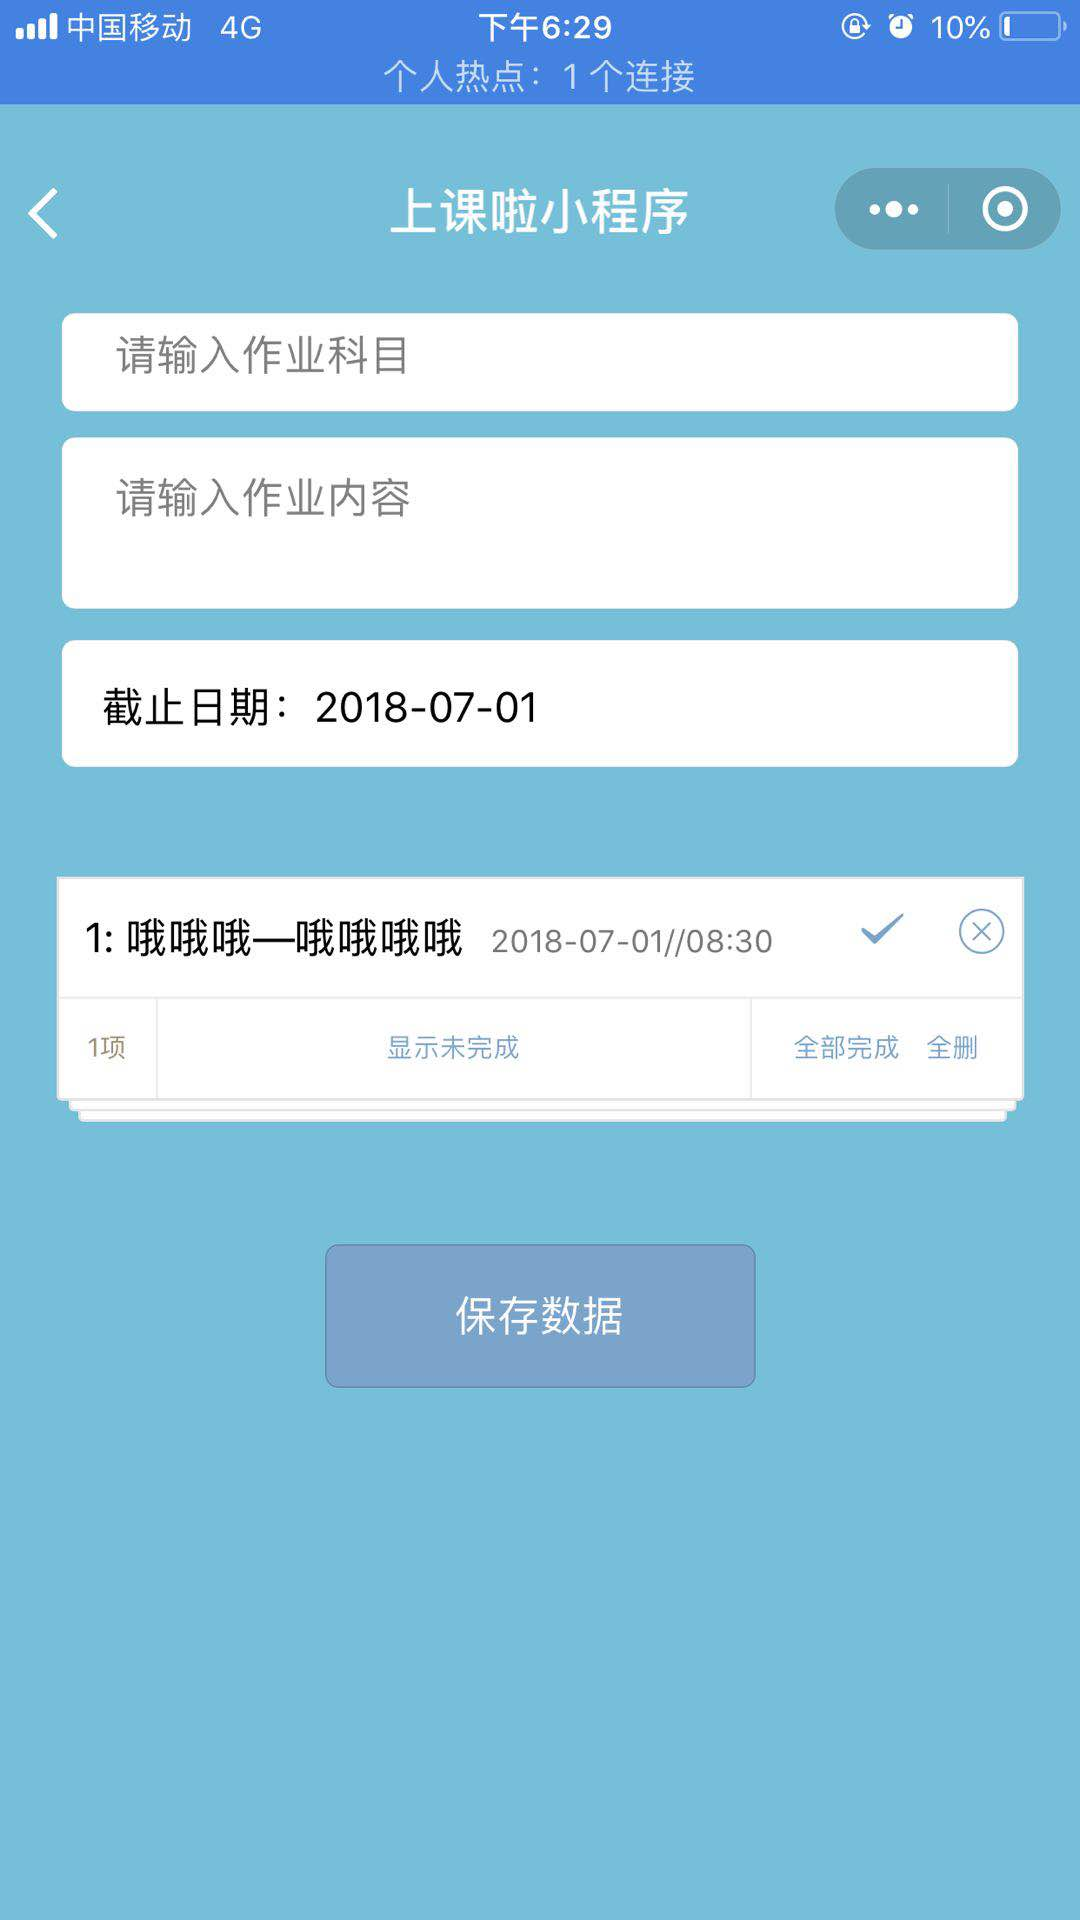 中国移动 4G 下午6:29 10%
个人热点：1 个连接
上课啦小程序
请输入作业科目
请输入作业内容
截止日期：2018-07-01
1: 哦哦哦—哦哦哦哦 2018-07-01//08:30
1项 显示未完成 全部完成 全删
保存数据